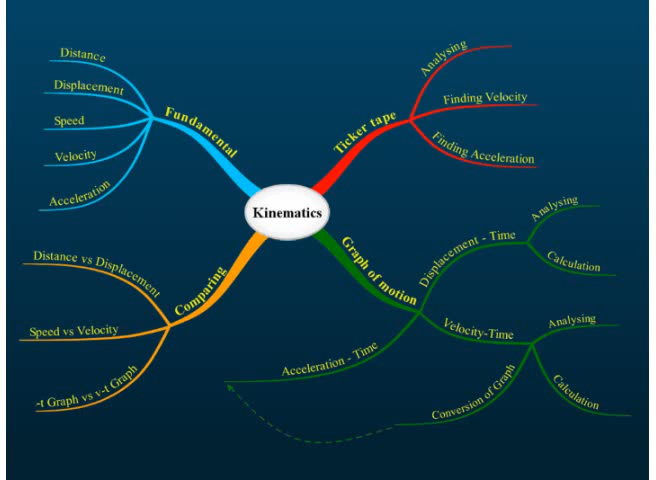 Kinematics
Fundamental
Distance
Displacement
Speed
Velocity
Acceleration
Ticker tape
Analysing
Finding Velocity
Finding Acceleration
Comparing
Distance vs Displacement
Speed vs Velocity
-t Graph vs v-t Graph
Graph of motion
Displacement - Time
Analysing
Calculation
Velocity-Time
Analysing
Calculation
Conversion of Graph
Acceleration - Time